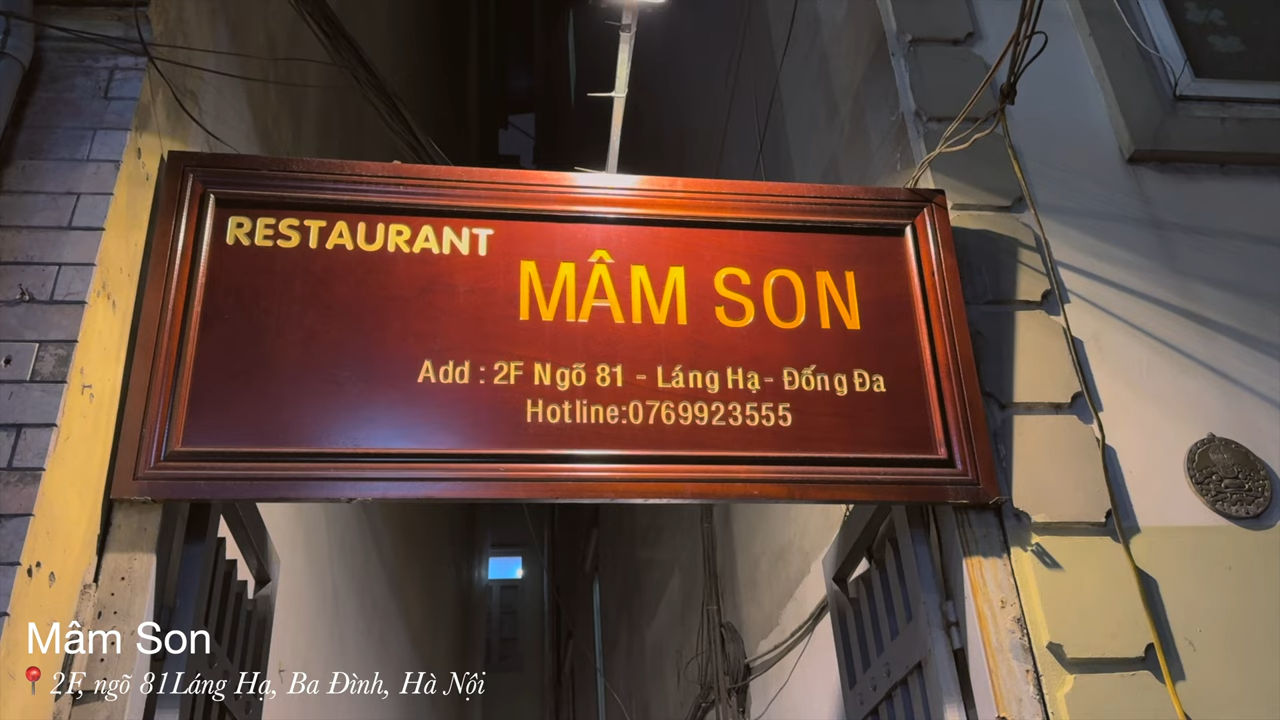 RESTAURANT
MÂM SON
Add : 2F Ngõ 81 - Láng Hạ- Đống Đa
Hotline:0769923555
Mâm Son
📍 2F, ngõ 81Láng Hạ, Ba Đình, Hà Nội